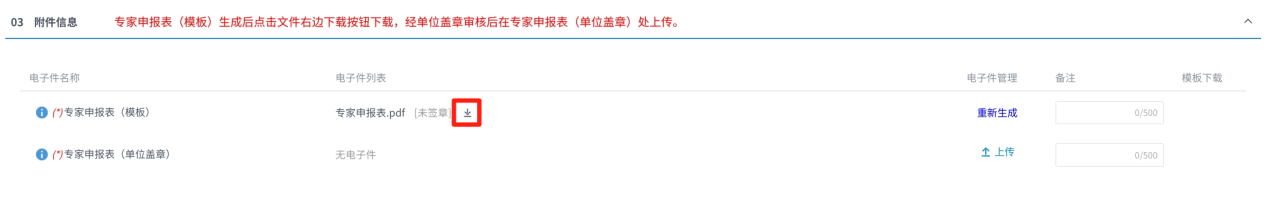 03 附件信息 专家申报表（模板）生成后点击文件右边下载按钮下载，经单位盖章审核后在专家申报表（单位盖章）处上传。
电子件名称 电子件列表 电子件管理 备注 模板下载
(*)专家申报表（模板） 专家申报表.pdf [未签章] 重新生成 0/500
(*)专家申报表（单位盖章） 无电子件 上传 0/500